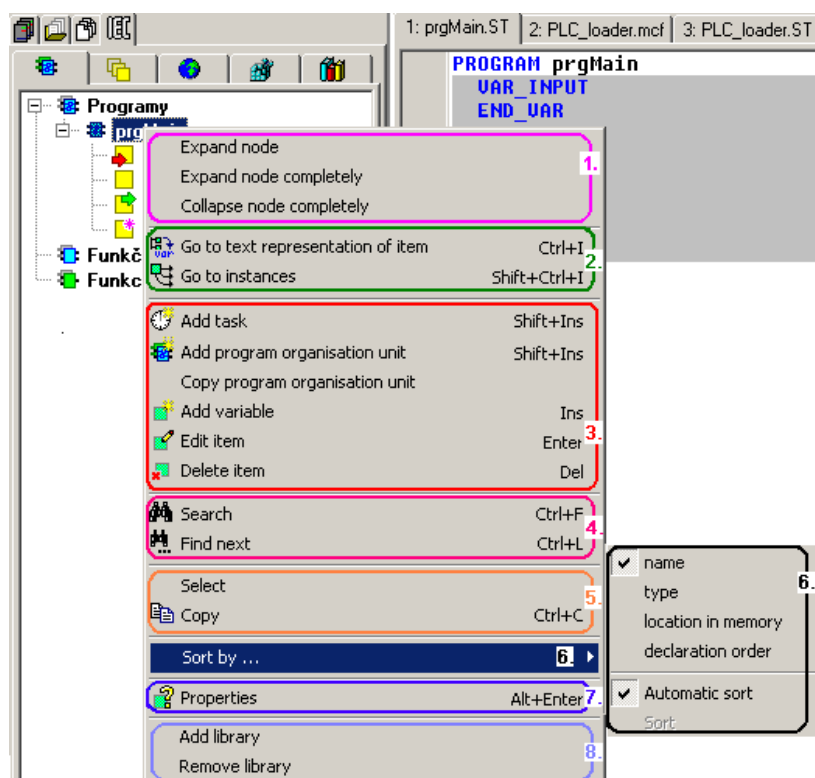 1: prgMain.ST 2: PLC_loader.mcf 3: PLC_loader.ST
PROGRAM prgMain
VAR_INPUT
END_VAR
Programy
Funkč
Funkc
Expand node
Expand node completely
Collapse node completely
1.
Go to text representation of item Ctrl+I
Go to instances Shift+Ctrl+I
2.
Add task Shift+Ins
Add program organisation unit Shift+Ins
Copy program organisation unit
Add variable Ins
Edit item Enter
3.
Delete item Del
Search Ctrl+F
4.
Find next Ctrl+L
Select
5.
Copy Ctrl+C
Sort by ... 6.
Properties Alt+Enter 7.
Add library
8.
Remove library
name
6.
type
location in memory
declaration order
Automatic sort
Sort